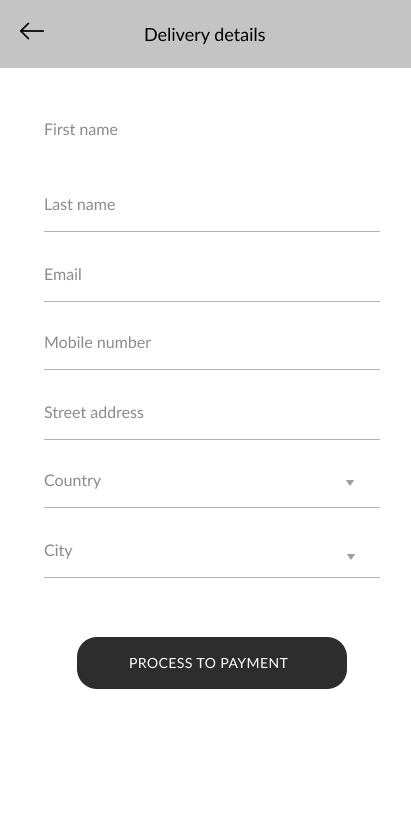 Delivery details
First name
Last name
Email
Mobile number
Street address
Country
City
PROCESS TO PAYMENT